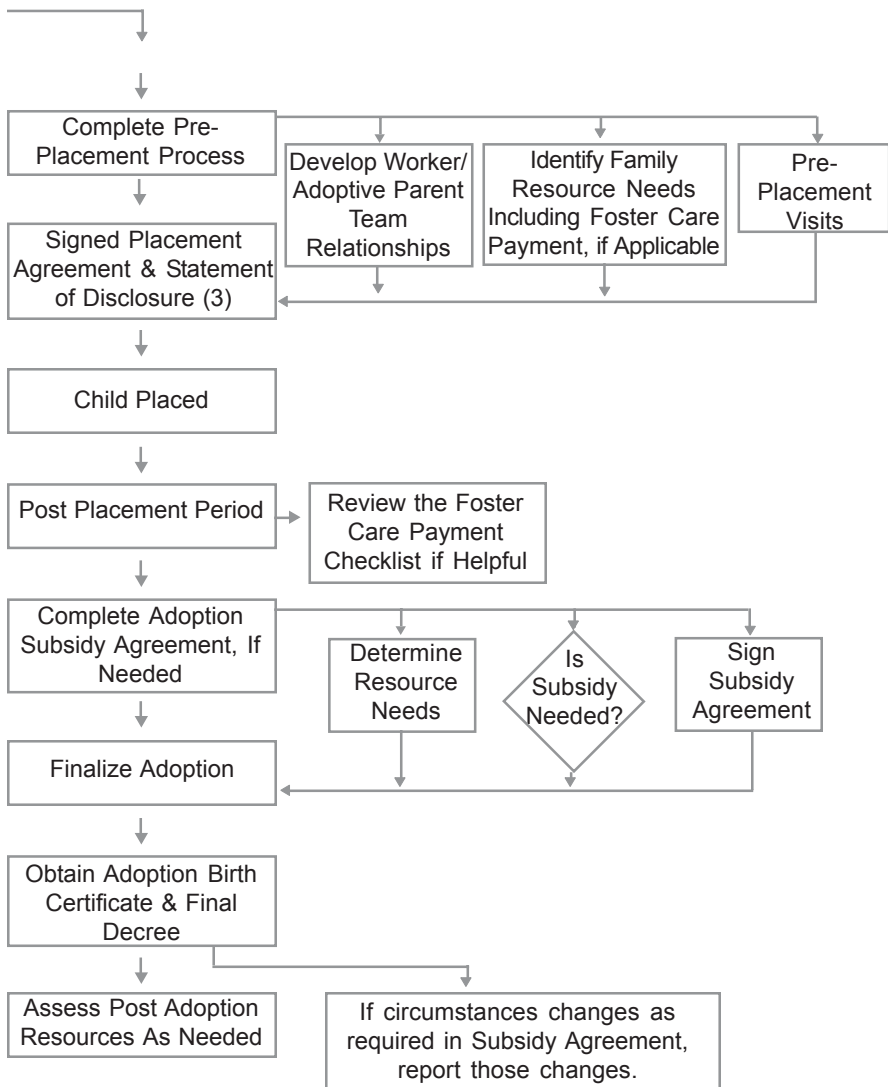 Complete Pre-
Placement Process
Develop Worker/
Adoptive Parent
Team
Relationships
Identify Family
Resource Needs
Including Foster Care
Payment, if Applicable
Pre-
Placement
Visits
Signed Placement
Agreement & Statement
of Disclosure (3)
Child Placed
Post Placement Period
Review the Foster
Care Payment
Checklist if Helpful
Complete Adoption
Subsidy Agreement, If
Needed
Determine
Resource
Needs
Is
Subsidy
Needed?
Sign
Subsidy
Agreement
Finalize Adoption
Obtain Adoption Birth
Certificate & Final
Decree
Assess Post Adoption
Resources As Needed
If circumstances changes as
required in Subsidy Agreement,
report those changes.